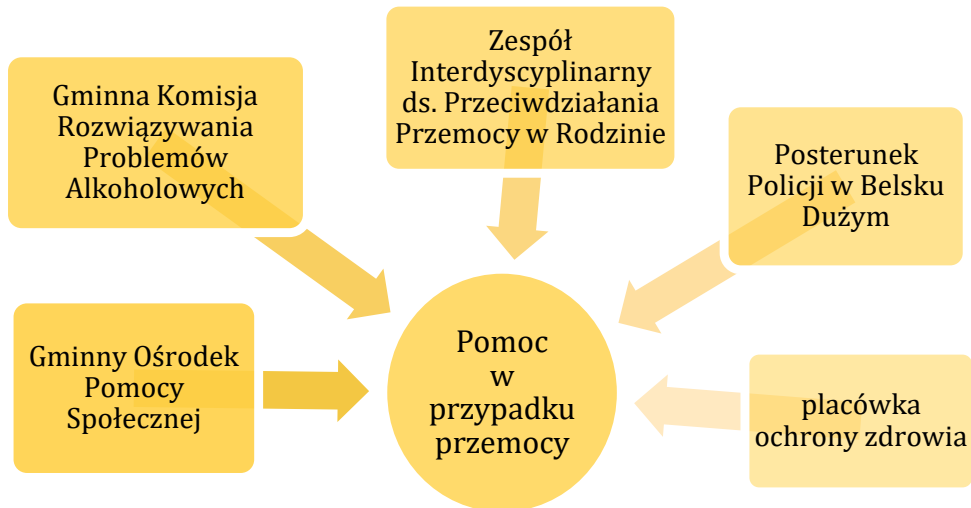 Zespół
Interdyscyplinarny
ds. Przeciwdziałania
Przemocy w Rodzinie
Gminna Komisja
Rozwiązywania
Problemów
Alkoholowych
Posterunek
Policji w Belsku
Dużym
Gminny Ośrodek
Pomocy
Społecznej
Pomoc
w
przypadku
przemocy
placówka
ochrony zdrowia